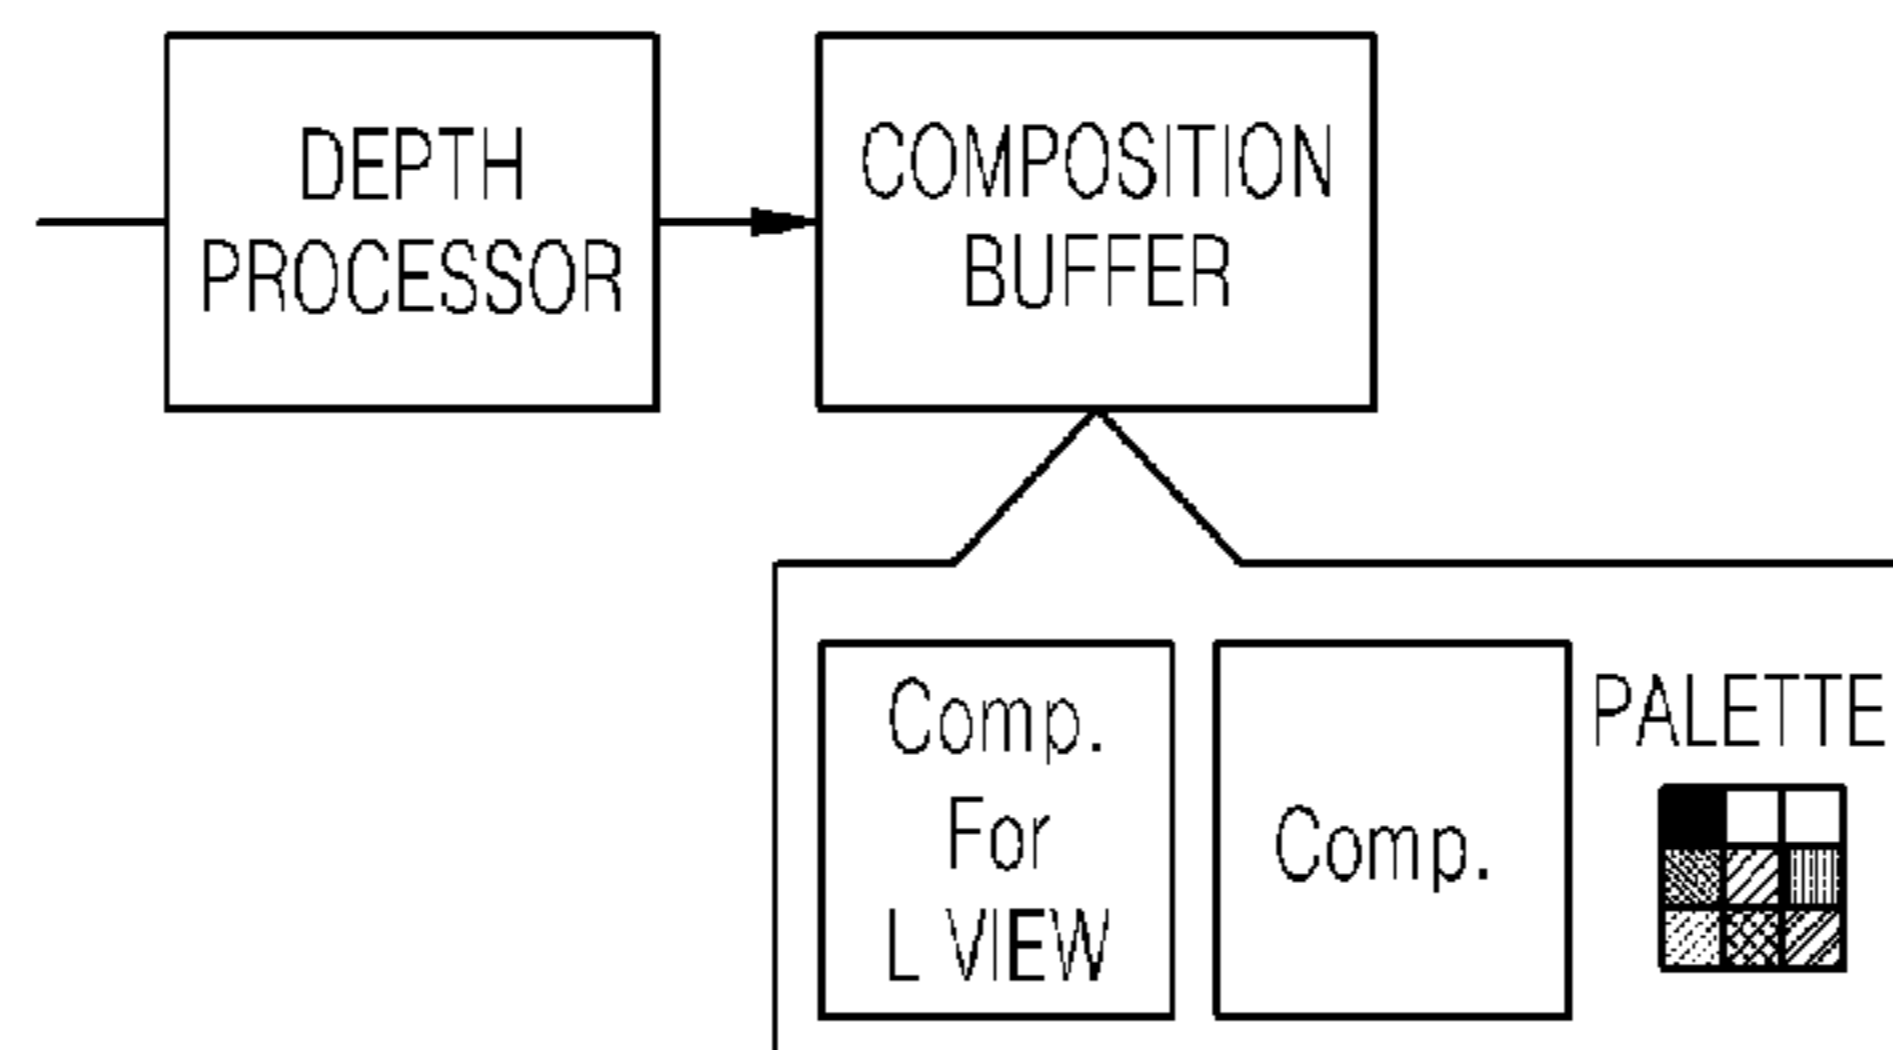 DEPTH
PROCESSOR
COMPOSITION
BUFFER
Comp.
For
L VIEW
Comp.
PALETTE